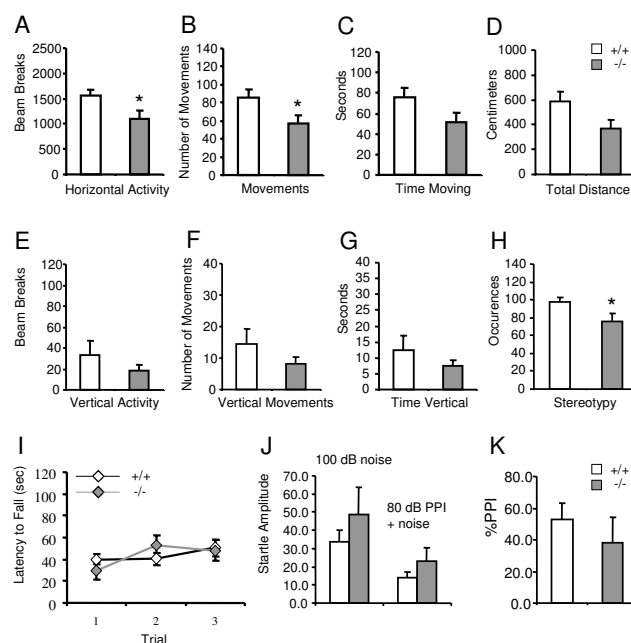 A
Beam Breaks
2500
2000
1500
1000
500
0
*
Horizontal Activity
B
Number of Movements
140
120
100
80
60
40
20
0
*
Movements
C
Seconds
120
100
80
60
40
20
0
Time Moving
D
Centimeters
1000
800
600
400
200
0
+/+
-/-
Total Distance
E
Beam Breaks
120
100
80
60
40
20
0
Vertical Activity
F
Number of Movements
40
30
20
10
0
Vertical Movements
G
Seconds
40
35
30
25
20
15
10
5
0
Time Vertical
H
Occurences
140
120
100
80
60
40
20
0
*
Stereotypy
I
Latency to Fall (sec)
120
100
80
60
40
20
0
+/+
-/-
1 2 3
Trial
J
Startle Amplitude
70.0
60.0
50.0
40.0
30.0
20.0
10.0
0.0
100 dB noise
80 dB PPI
+ noise
K
%PPI
80.0
60.0
40.0
20.0
0.0
+/+
-/-